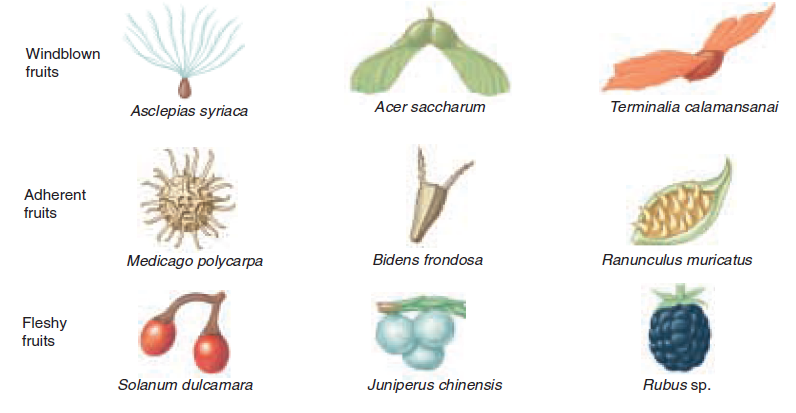 Windblown
fruits
Asclepias syriaca
Acer saccharum
Terminalia calamansanai
Adherent
fruits
Medicago polycarpa
Bidens frondosa
Ranunculus muricatus
Fleshy
fruits
Solanum dulcamara
Juniperus chinensis
Rubus sp.